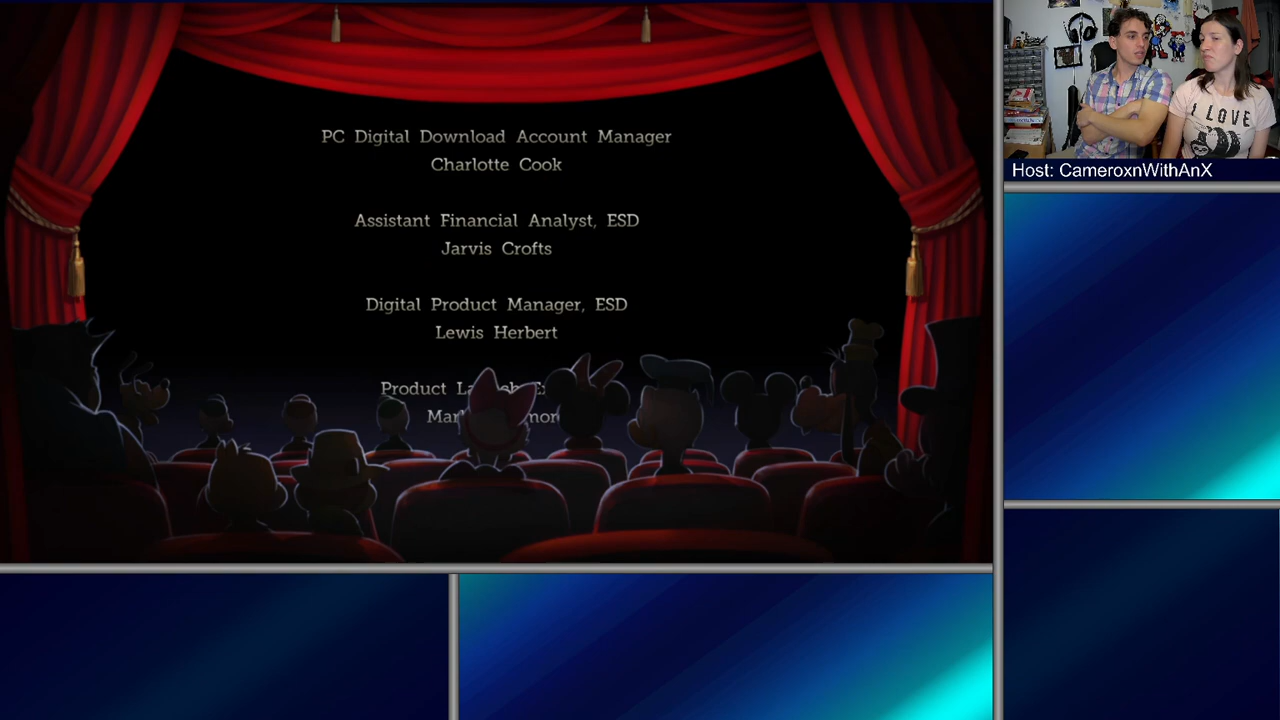 PC Digital Download Account Manager
Charlotte Cook
Assistant Financial Analyst, ESD
Jarvis Crofts
Digital Product Manager, ESD
Lewis Herbert
Product
Host: CameroxnWithAnX
I LOVE